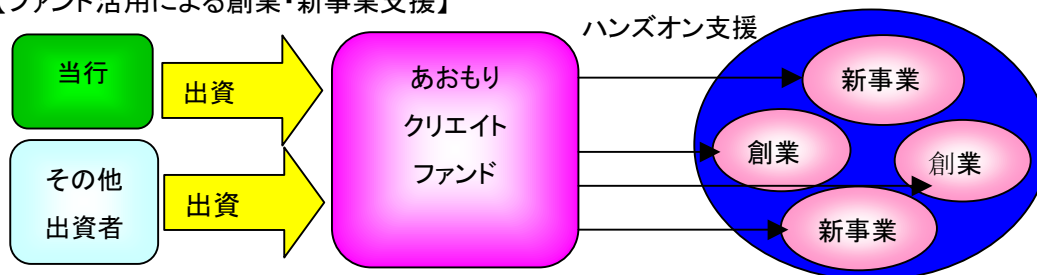 【ファンド活用による創業・新事業支援】
ハンズオン支援
当行
出資
あおもり
クリエイト
ファンド
新事業
創業
創業
その他
出資者
出資
新事業